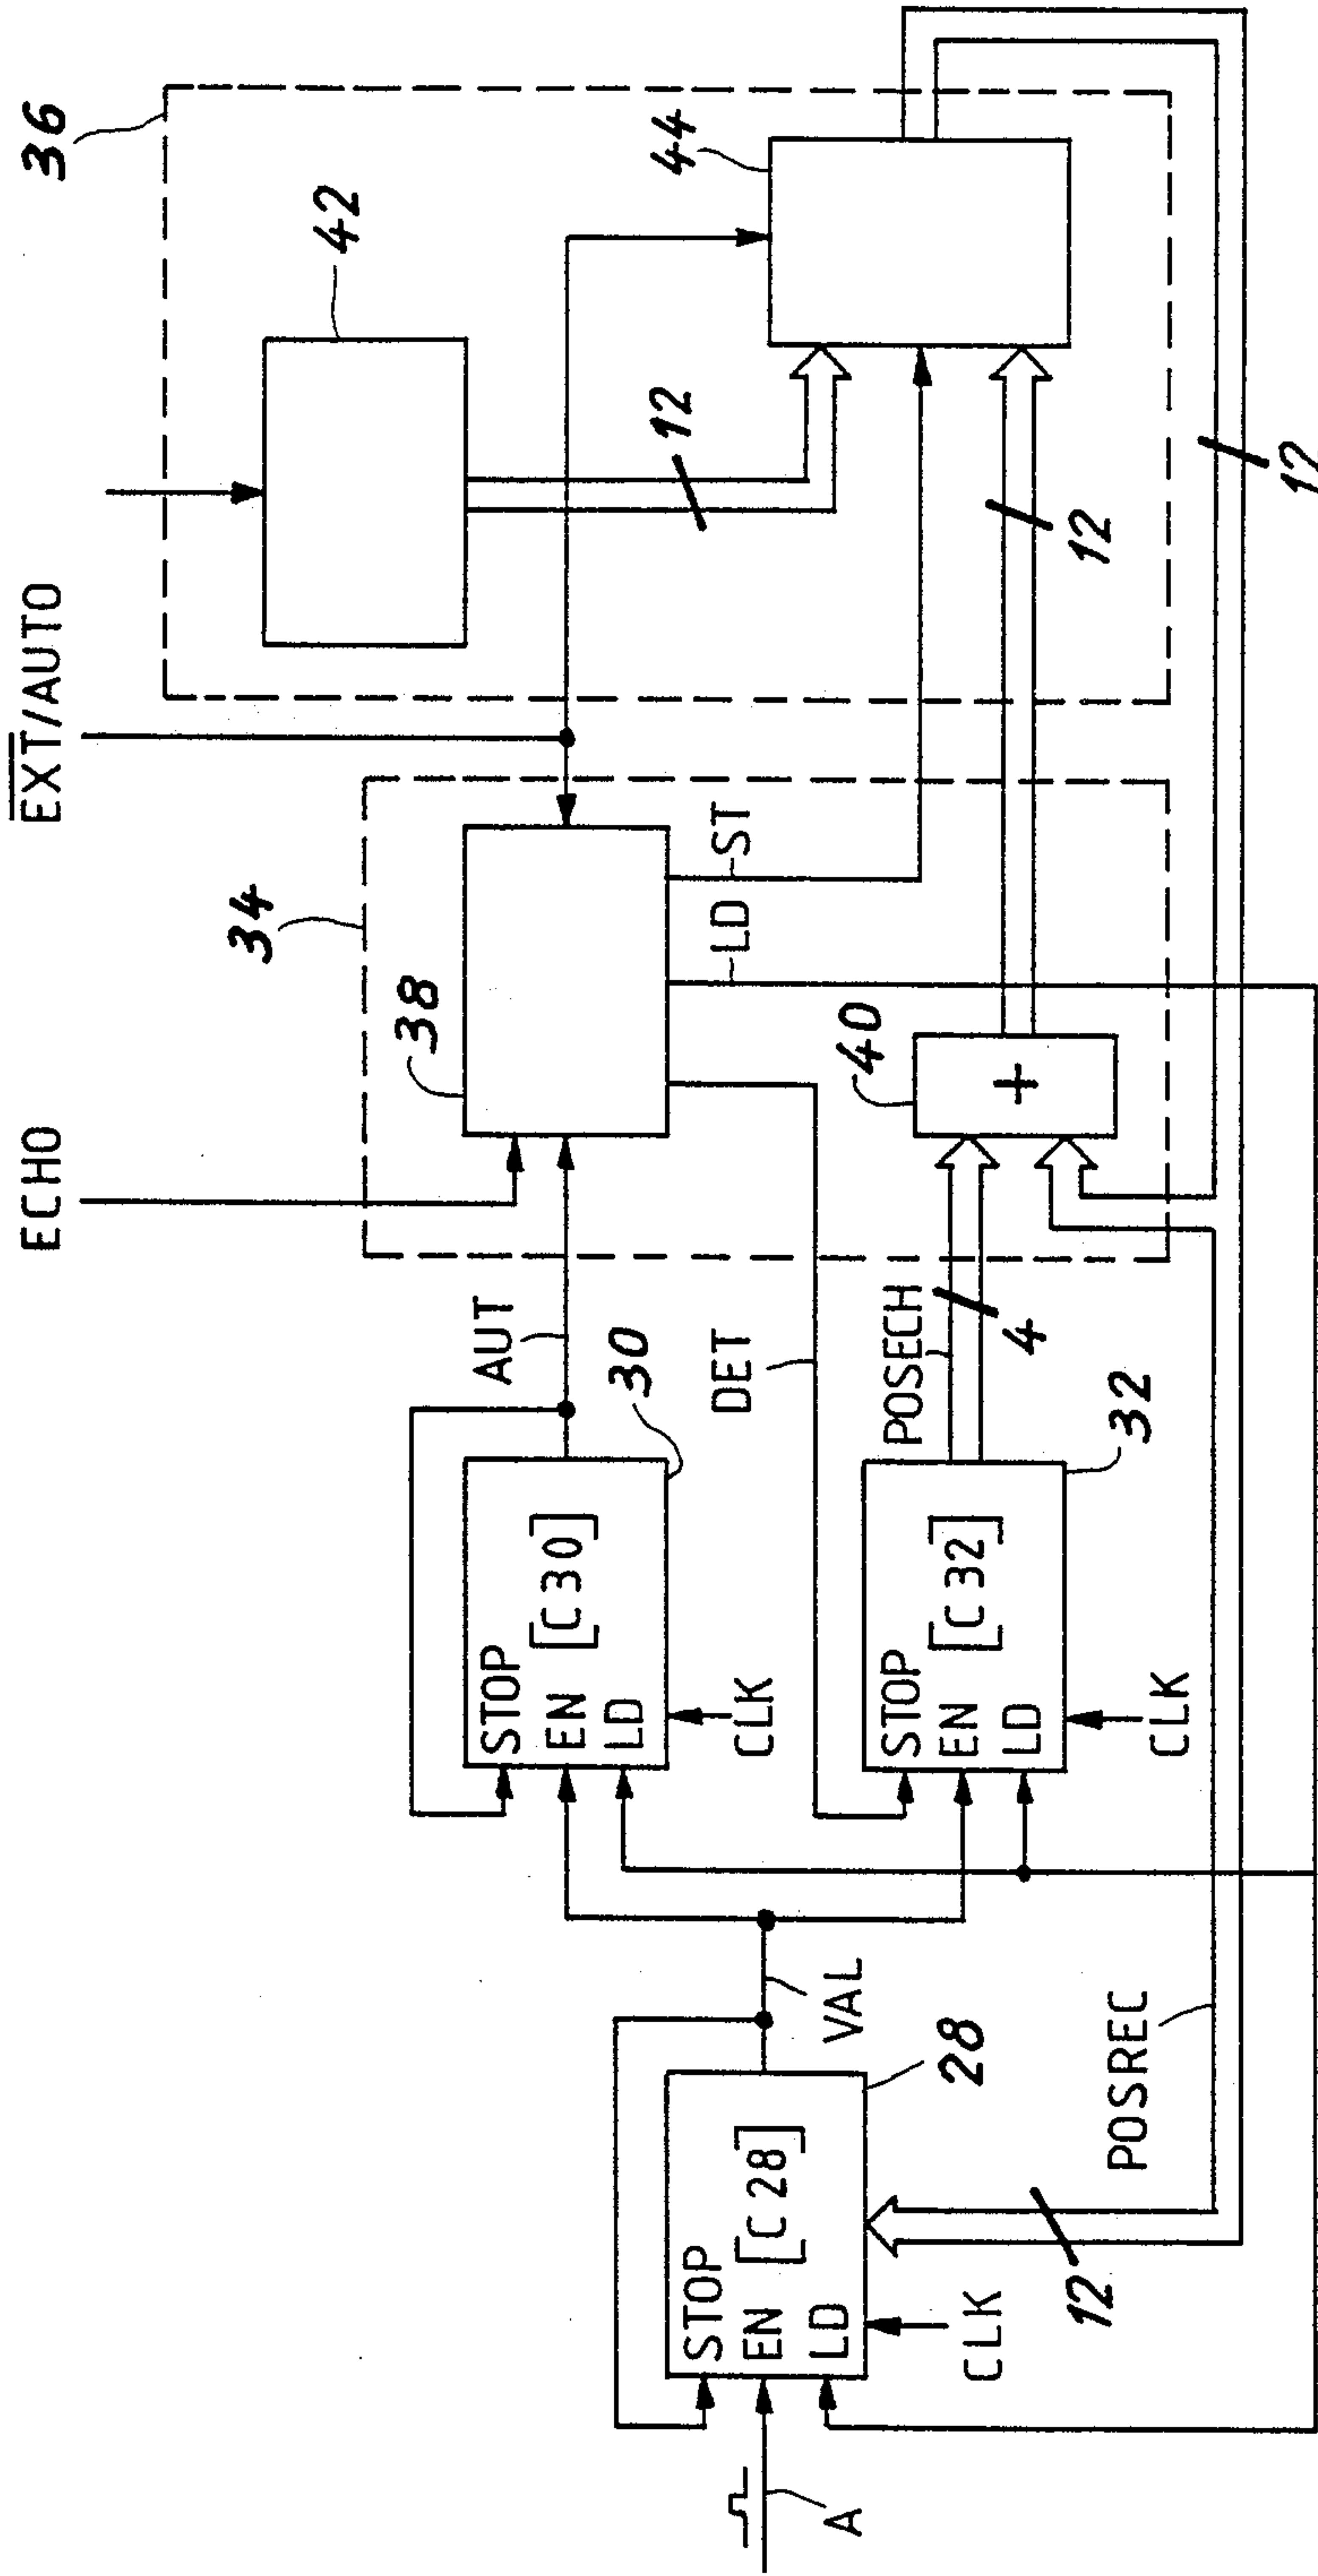 ECHO
EXT/AUTO
36
34
42
44
38
12
AUT
ST
LD
12
12
40
+
DET
30
STOP
EN
LD
[C 30]
CLK
POSECH
4
32
STOP
EN
LD
[C 32]
CLK
A
VAL
STOP
EN
LD
[C 28]
28
CLK
12
POSREC